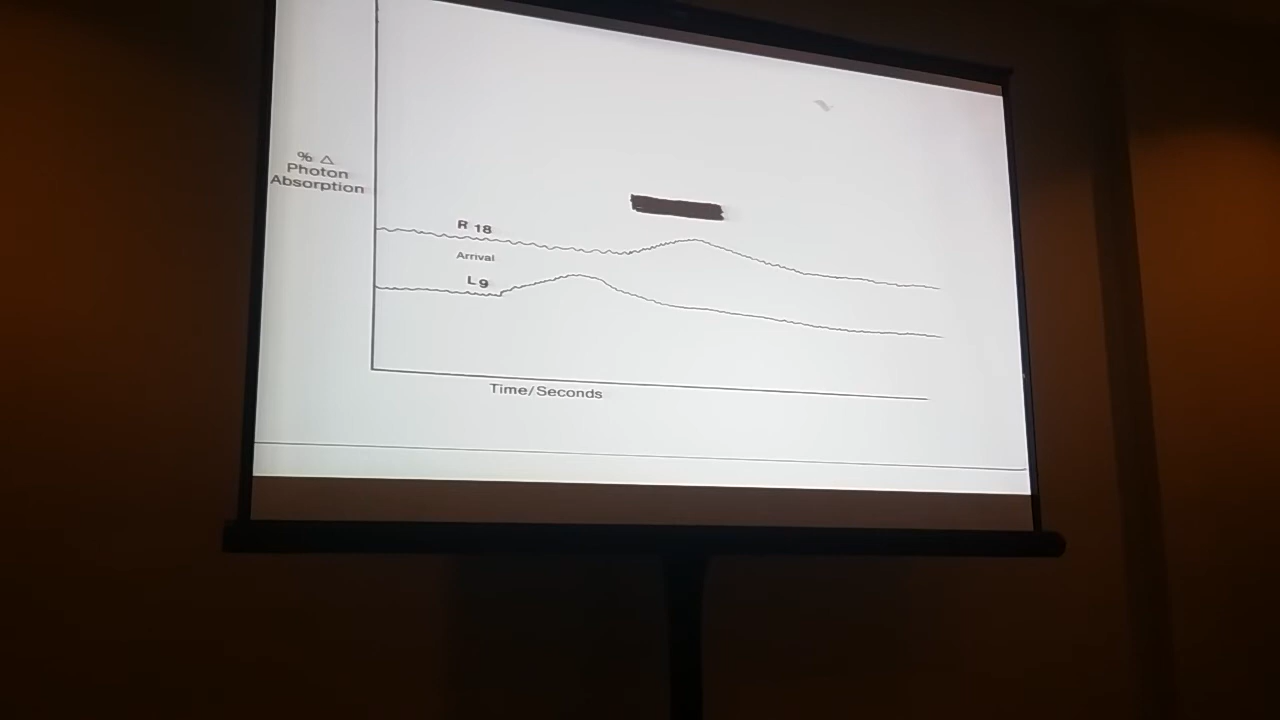 % △
Photon
Absorption
R 18
Arrival
L 9
Time/Seconds